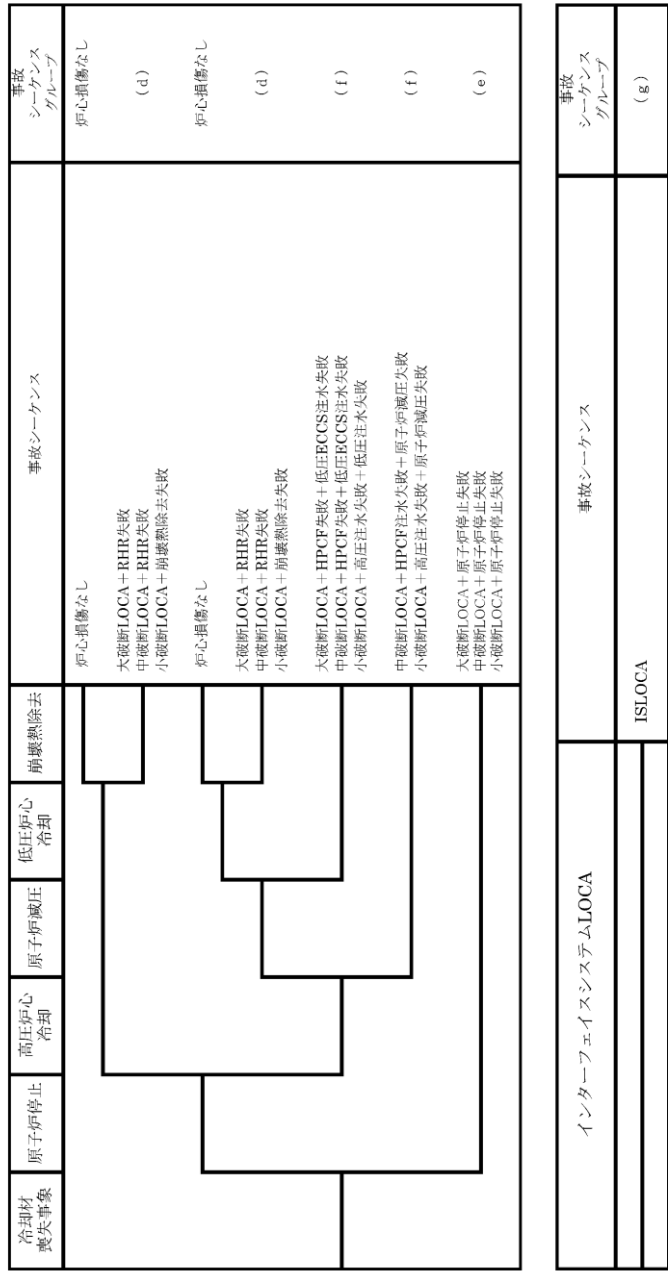 冷却材
喪失事象
原子炉停止
高圧炉心
冷却
原子炉減圧
低圧炉心
冷却
崩壊熱除去
事故シーケンス
事故
シーケンス
グループ
炉心損傷なし
炉心損傷なし
大破断LOCA+RHR失敗
中破断LOCA+RHR失敗
小破断LOCA+崩壊熱除去失敗
(d)
炉心損傷なし
炉心損傷なし
大破断LOCA+RHR失敗
中破断LOCA+RHR失敗
小破断LOCA+崩壊熱除去失敗
(d)
大破断LOCA+HPCF失敗+低圧ECCS注水失敗
中破断LOCA+HPCF失敗+低圧ECCS注水失敗
小破断LOCA+高圧注水失敗+低圧注水失敗
(f)
中破断LOCA+HPCF注水失敗+原子炉減圧失敗
小破断LOCA+高圧注水失敗+原子炉減圧失敗
(f)
大破断LOCA+原子炉停止失敗
中破断LOCA+原子炉停止失敗
小破断LOCA+原子炉停止失敗
(e)
インターフェイスシステムLOCA
事故シーケンス
事故
シーケンス
グループ
ISLOCA
(g)